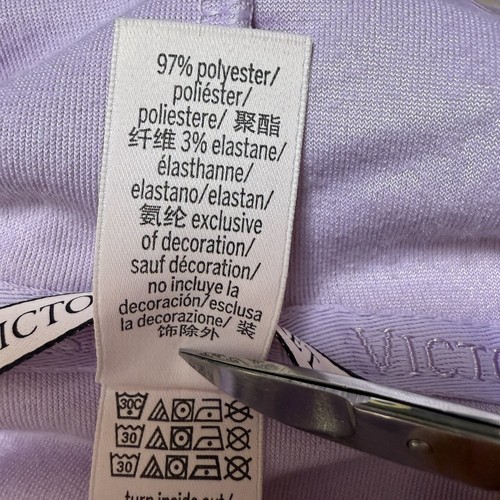 97% polyester/
poliéster/
poliestere/ 聚酯
纤维 3% elastane/
élasthanne/
elastano/elastan/
氨纶 exclusive
of decoration/
sauf décoration/
no incluye la
decoración/esclusa
la decorazione/ 装
饰除外
VICTO
VICTO
30C
30
30
turn inside out/